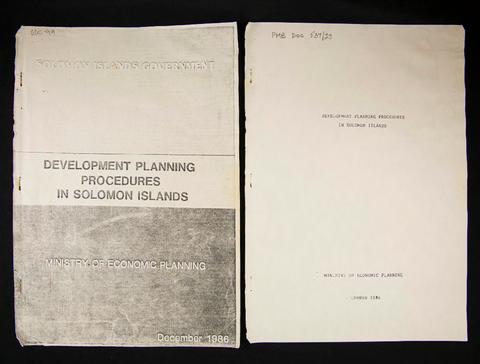 SOLOMON ISLANDS GOVERNMENT
DEVELOPMENT PLANNING
PROCEDURES
IN SOLOMON ISLANDS
MINISTRY OF ECONOMIC PLANNING
December 1986
PMB Doc
DEVELOPMENT PLANNING PROCEDURES
IN SOLOMON ISLANDS
MINISTRY OF ECONOMIC PLANNING
1986